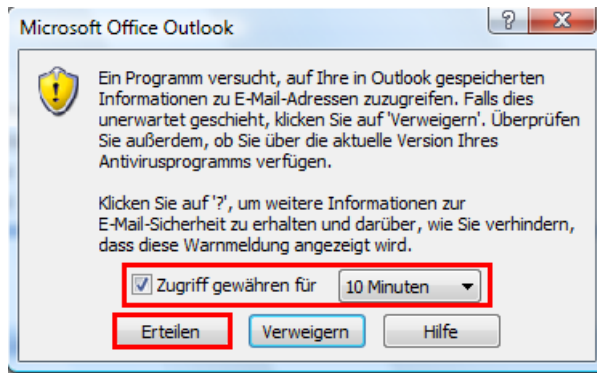 Microsoft Office Outlook
Ein Programm versucht, auf Ihre in Outlook gespeicherten
Informationen zu E-Mail-Adressen zuzugreifen. Falls dies
unerwartet geschieht, klicken Sie auf 'Verweigern'. Überprüfen
Sie außerdem, ob Sie über die aktuelle Version Ihres
Antivirusprogramms verfügen.
Klicken Sie auf '?', um weitere Informationen zur
E-Mail-Sicherheit zu erhalten und darüber, wie Sie verhindern,
dass diese Warnmeldung angezeigt wird.
Zugriff gewähren für 10 Minuten
Erteilen Verweigern Hilfe